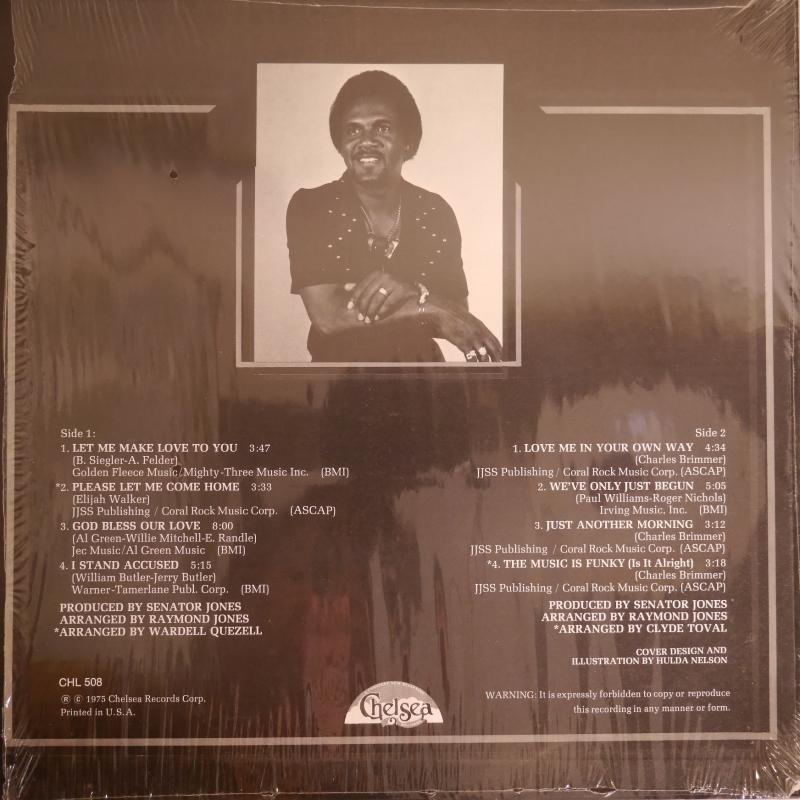 Side 1:
1. LET ME MAKE LOVE TO YOU 3:47
(B. Siegler-A. Felder)
Golden Fleece Music/Mighty-Three Music Inc. (BMI)
*2. PLEASE LET ME COME HOME 3:33
(Elijah Walker)
JJSS Publishing / Coral Rock Music Corp. (ASCAP)
3. GOD BLESS OUR LOVE 8:00
(Al Green-Willie Mitchell-E. Randle)
Jec Music/Al Green Music (BMI)
4. I STAND ACCUSED 5:15
(William Butler-Jerry Butler)
Warner-Tamerlane Publ. Corp. (BMI)
PRODUCED BY SENATOR JONES
ARRANGED BY RAYMOND JONES
*ARRANGED BY WARDELL QUEZELL
CHL 508
Ⓡ © 1975 Chelsea Records Corp.
Printed in U.S.A.
Chelsea
Side 2
1. LOVE ME IN YOUR OWN WAY 4:34
(Charles Brimmer)
JJSS Publishing / Coral Rock Music Corp. (ASCAP)
2. WE'VE ONLY JUST BEGUN 5:05
(Paul Williams-Roger Nichols)
Irving Music, Inc. (BMI)
3. JUST ANOTHER MORNING 3:12
(Charles Brimmer)
JJSS Publishing / Coral Rock Music Corp. (ASCAP)
*4. THE MUSIC IS FUNKY (Is It Alright) 3:18
(Charles Brimmer)
JJSS Publishing / Coral Rock Music Corp. (ASCAP)
PRODUCED BY SENATOR JONES
ARRANGED BY RAYMOND JONES
*ARRANGED BY CLYDE TOVAL
COVER DESIGN AND
ILLUSTRATION BY HULDA NELSON
WARNING: It is expressly forbidden to copy or reproduce
this recording in any manner or form.